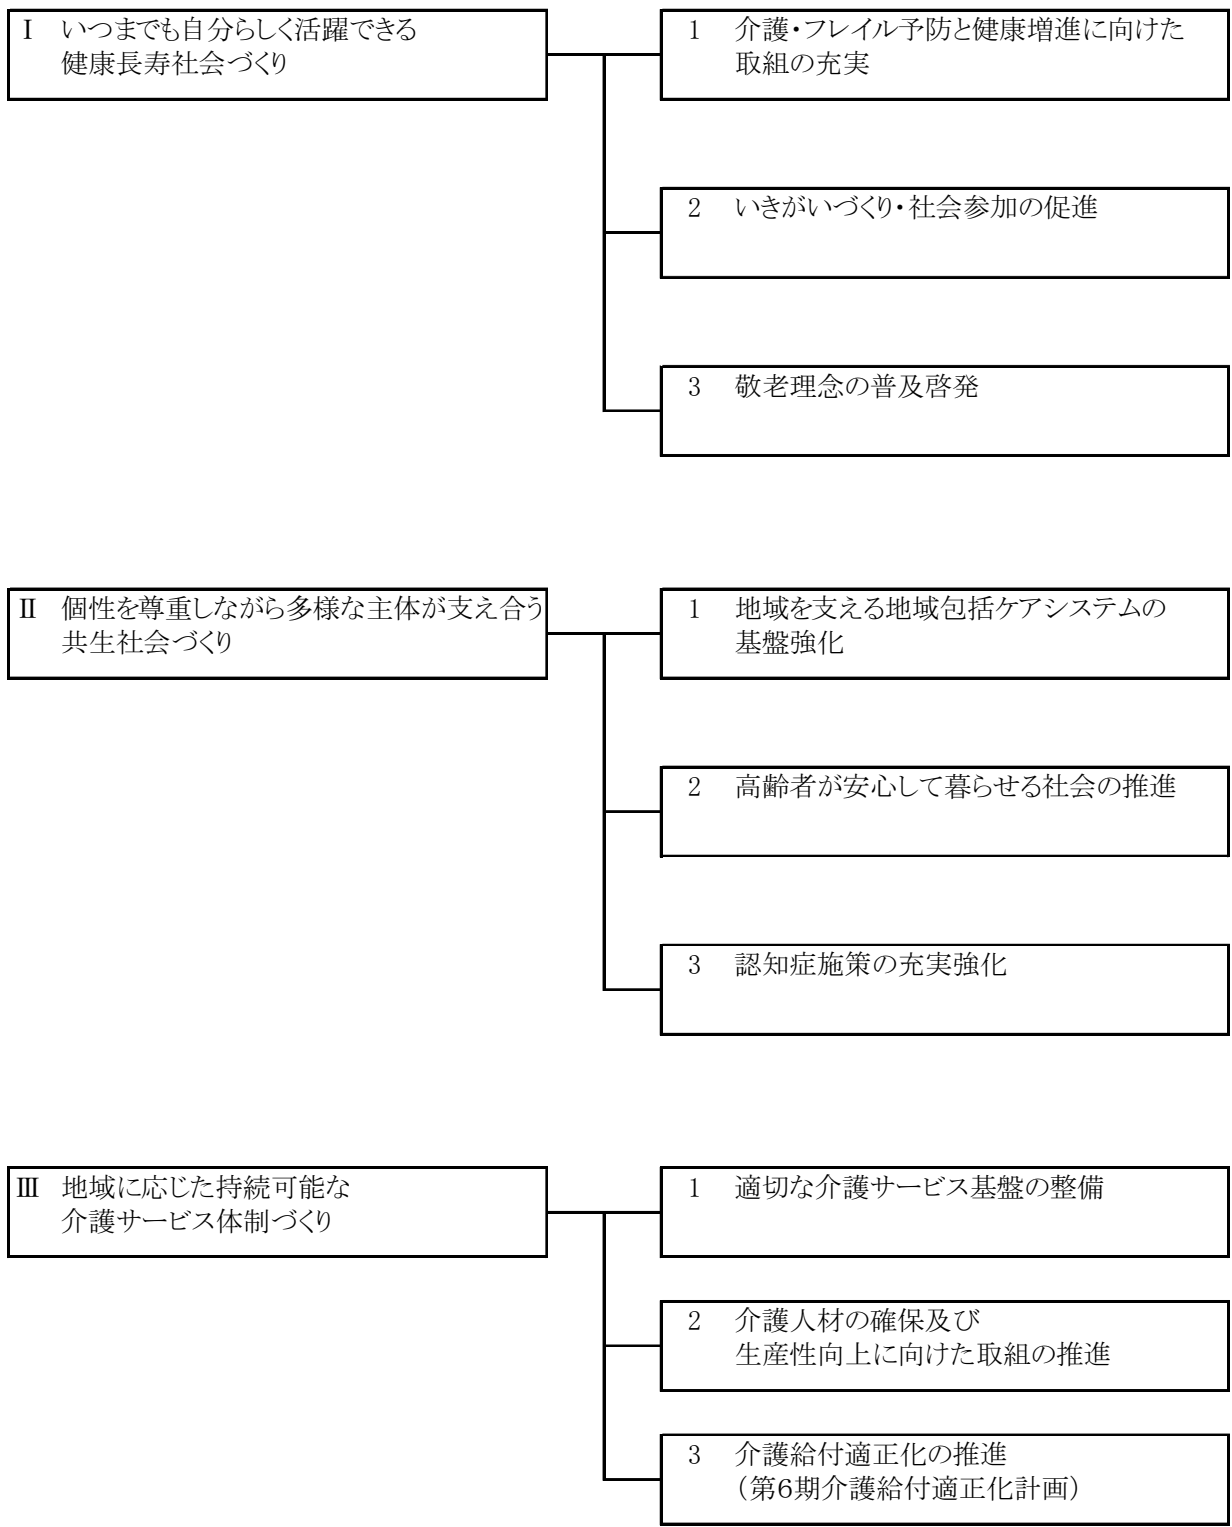 Ⅰ いつまでも自分らしく活躍できる
健康長寿社会づくり
1 介護・フレイル予防と健康増進に向けた
取組の充実
2 いきがいづくり・社会参加の促進
3 敬老理念の普及啓発
Ⅱ 個性を尊重しながら多様な主体が支え合う
共生社会づくり
1 地域を支える地域包括ケアシステムの
基盤強化
2 高齢者が安心して暮らせる社会の推進
3 認知症施策の充実強化
Ⅲ 地域に応じた持続可能な
介護サービス体制づくり
1 適切な介護サービス基盤の整備
2 介護人材の確保及び
生産性向上に向けた取組の推進
3 介護給付適正化の推進
（第6期介護給付適正化計画）